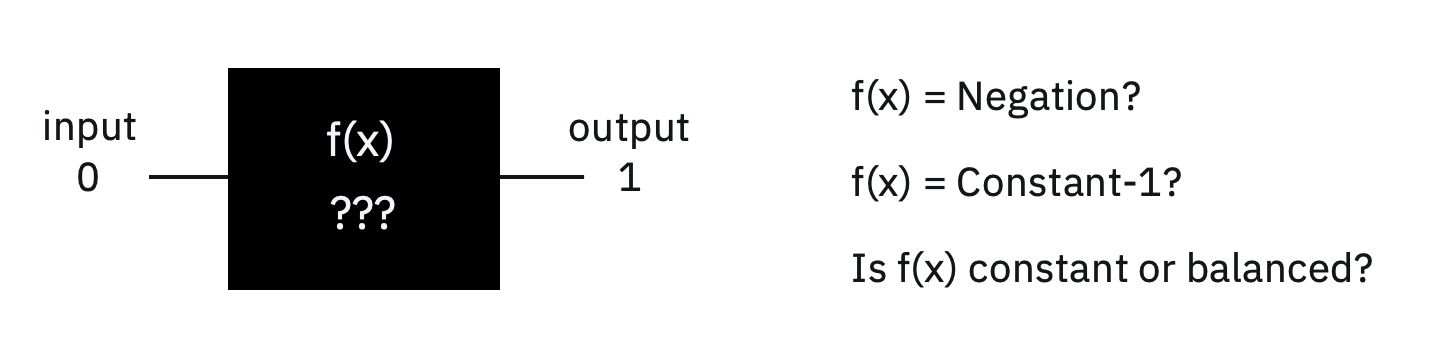 input
0
f(x)
???
output
1
f(x) = Negation?
f(x) = Constant-1?
Is f(x) constant or balanced?